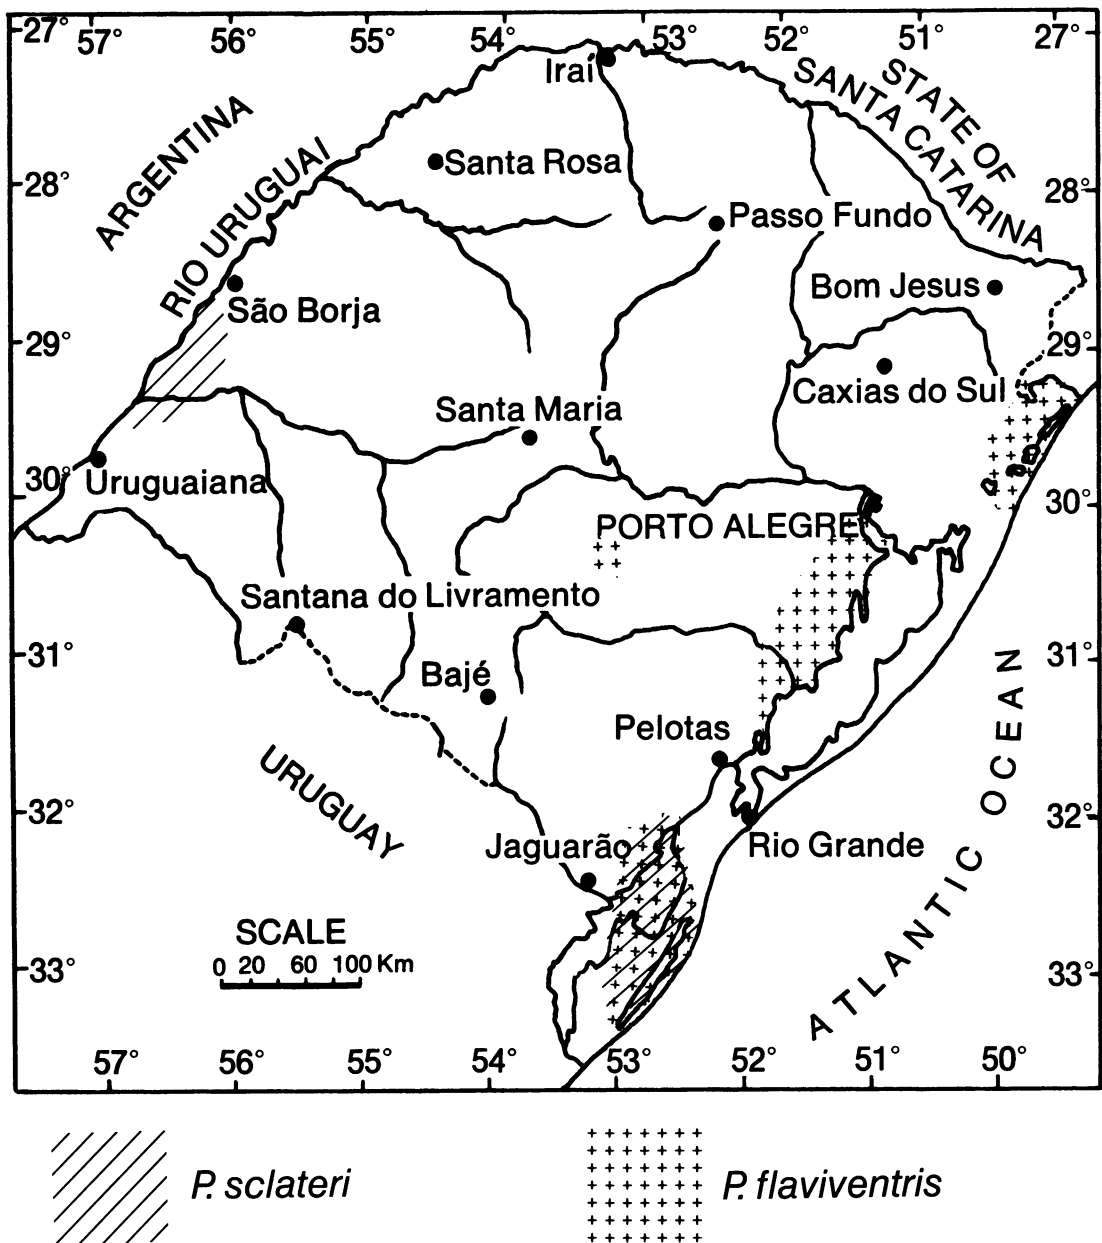 27° 57° 56° 55° 54° 53° 52° 51° 27°
Iraí
STATE OF
SANTA CATARINA
ARGENTINA
RIO URUGUAI
Santa Rosa
28° 28°
Passo Fundo
Bom Jesus
São Borja
29° 29°
Caxias do Sul
Santa Maria
30° Uruguaiana 30°
PORTO ALEGRE
Santana do Livramento
31° 31°
Bajé
Pelotas
ATLANTIC OCEAN
URUGUAY
32° 32°
Jaguarão
Rio Grande
SCALE
0 20 60 100 Km
33° 33°
57° 56° 55° 54° 53° 52° 51° 50°
P. sclateri
P. flaviventris